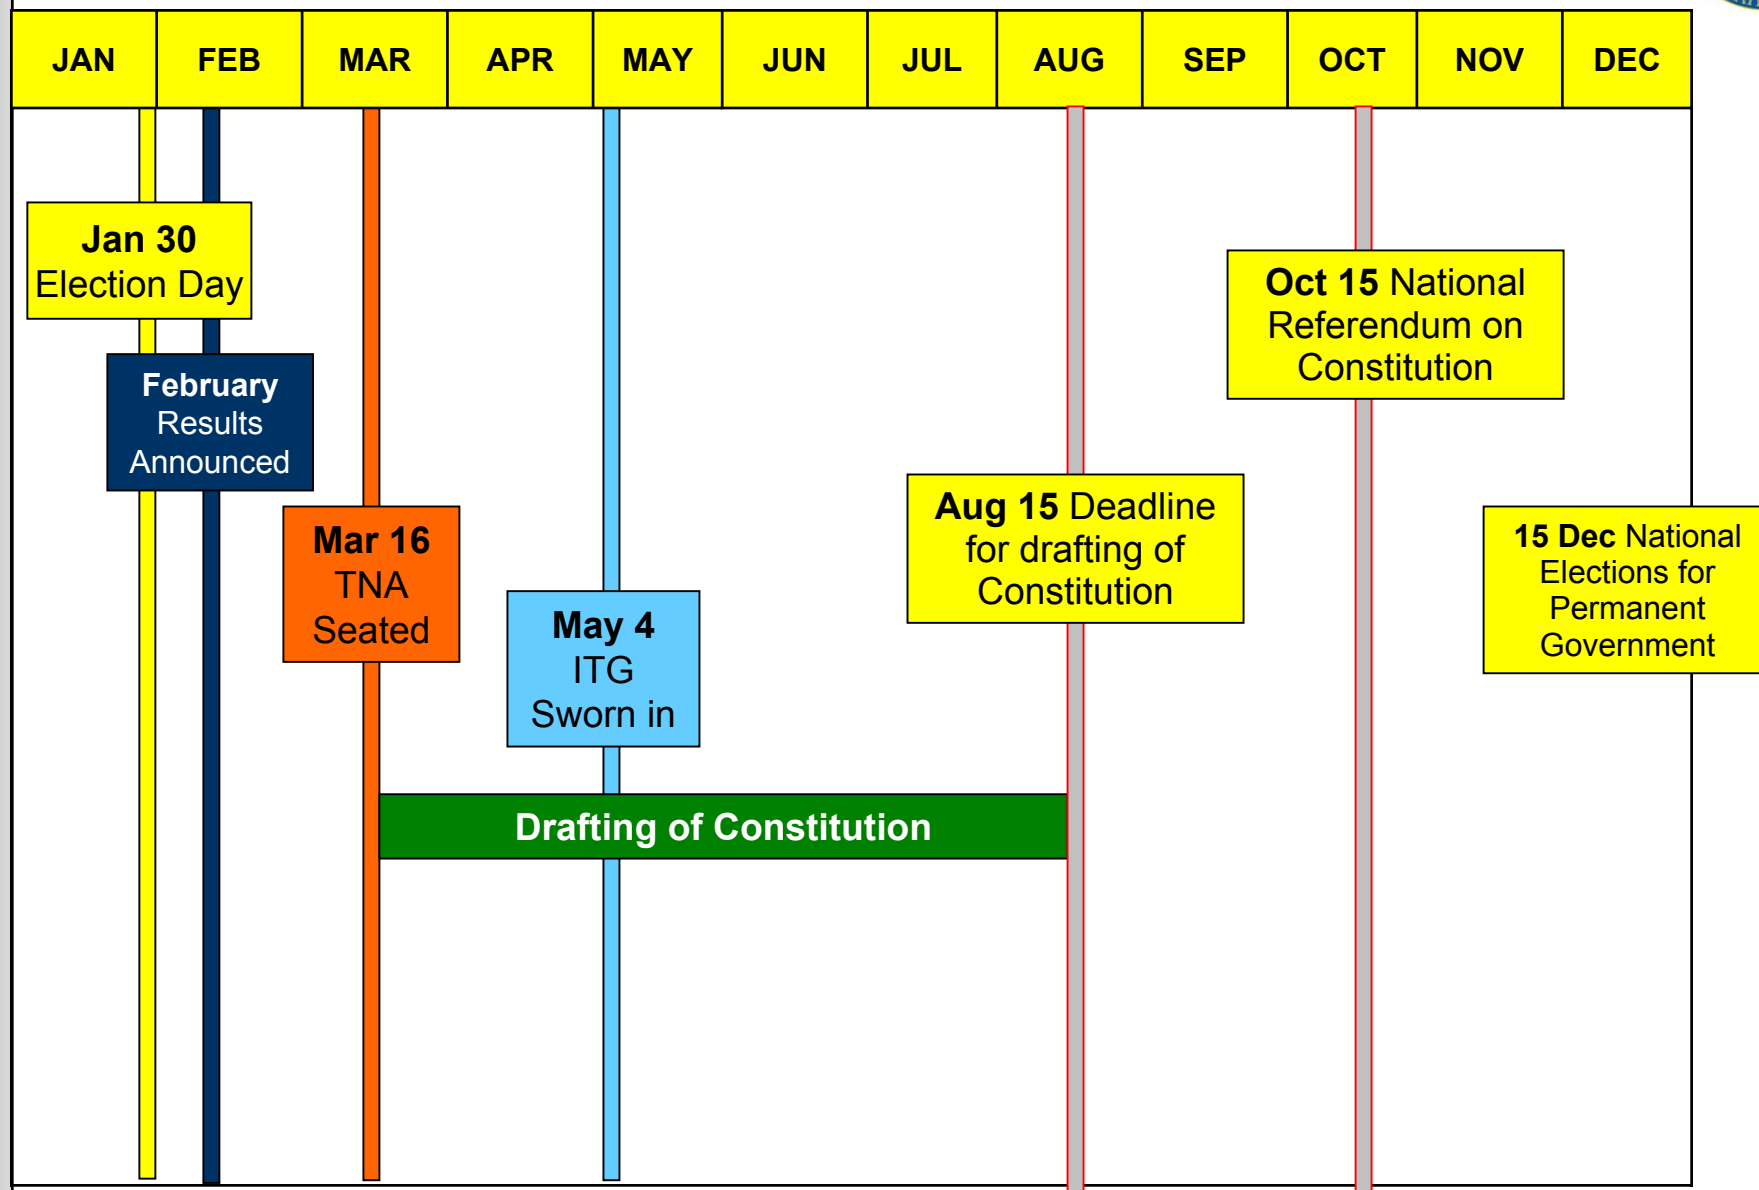 JAN FEB MAR APR MAY JUN JUL AUG SEP OCT NOV DEC
Jan 30
Election Day
February
Results
Announced
Mar 16
TNA
Seated
May 4
ITG
Sworn in
Aug 15 Deadline
for drafting of
Constitution
Oct 15 National
Referendum on
Constitution
15 Dec National
Elections for
Permanent
Government
Drafting of Constitution